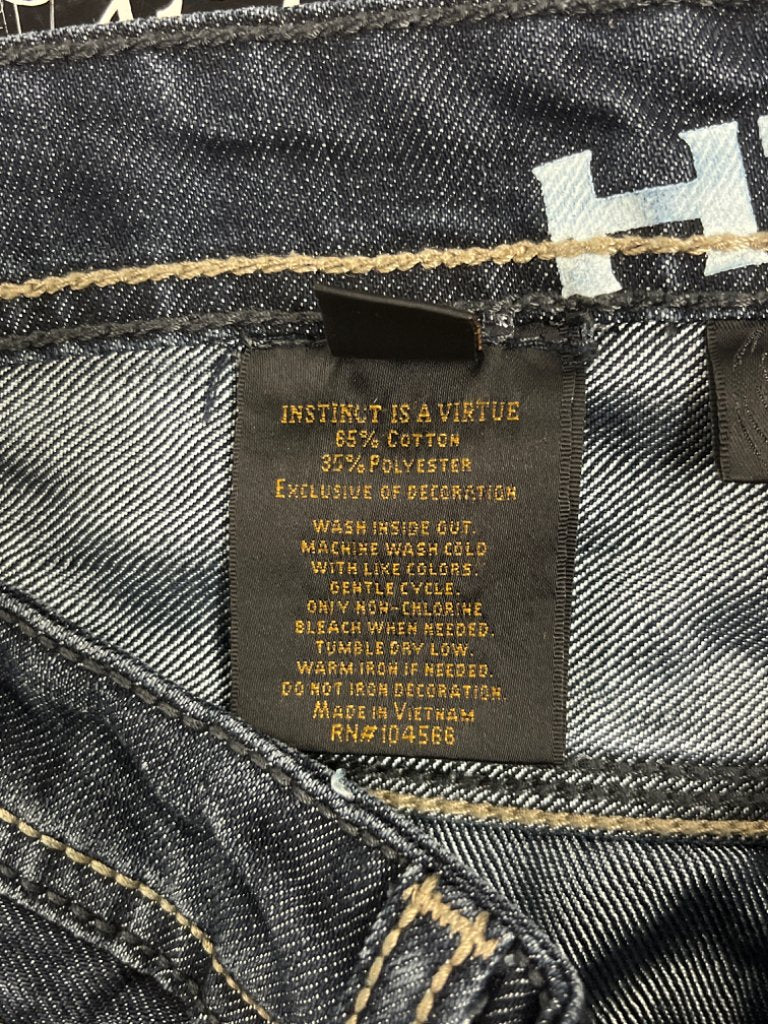 INSTINCT IS A VIRTUE
65% COTTON
35% POLYESTER
EXCLUSIVE OF DECORATION
WASH INSIDE OUT.
MACHINE WASH COLD
WITH LIKE COLORS.
GENTLE CYCLE.
ONLY NON-CHLORINE
BLEACH WHEN NEEDED.
TUMBLE DRY LOW.
WARM IRON IF NEEDED.
DO NOT IRON DECORATION.
MADE IN VIETNAM
RN#104566